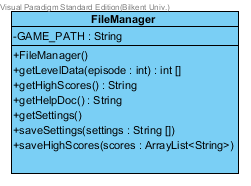 Visual Paradigm Standard Edition(Bilkent Univ.)
FileManager
-GAME_PATH : String
+FileManager()
+getLevelData(episode : int) : int []
+getHighScores() : String
+getHelpDoc() : String
+getSettings()
+saveSettings(settings : String [])
+saveHighScores(scores : ArrayList<String>)